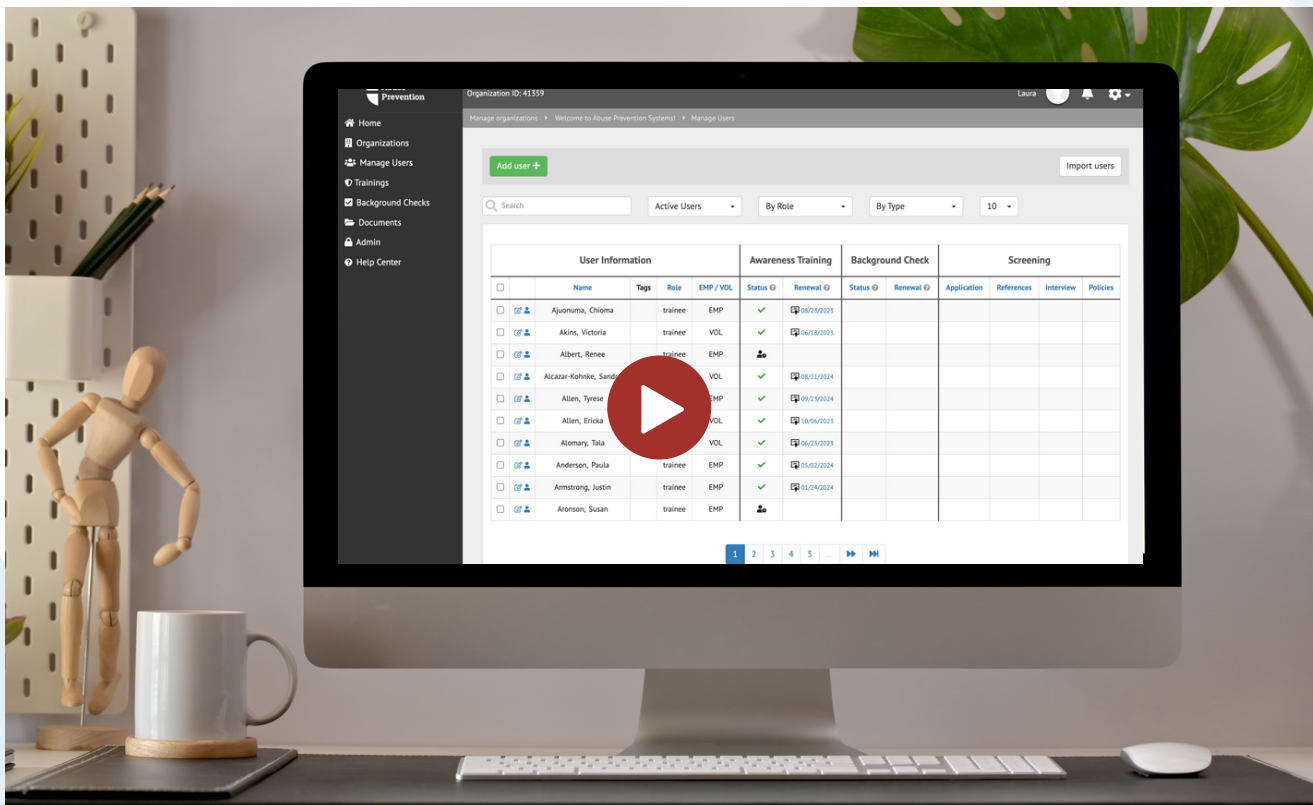 Prevention
Organization ID: 41359
Laura
Manage organizations Welcome to Abuse Prevention Systems! Manage Users
Home
Organizations
Manage Users
Trainings
Background Checks
Documents
Admin
Help Center
Add user +
Import users
Search
Active Users
By Role
By Type
10
User Information Awareness Training Background Check Screening
Name Tags Role EMP / VOL Status Renewal Status Renewal Application References Interview Policies
Ajuonuma, Chioma trainee EMP 08/23/2023
Akins, Victoria trainee VOL 06/18/2023
Albert, Renee trainee EMP
Alcazar-Kohnke, VOL 08/21/2024
Allen, Tyrese EMP 09/23/2024
Allen, Ericka VOL 10/06/2023
Alomary, Tala VOL 06/23/2023
Anderson, Paula trainee EMP 05/02/2024
Armstrong, Justin trainee EMP 01/24/2024
Aronson, Susan trainee EMP
1 2 3 4 5 ...